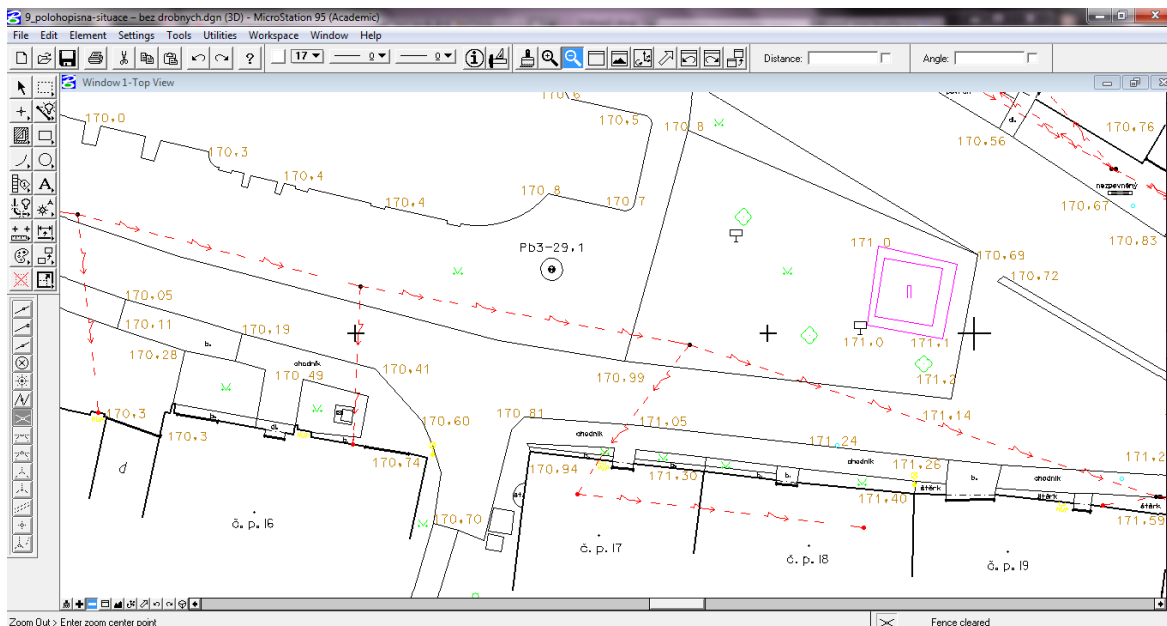 9_polohopisna-situace – bez drobnych.dgn (3D) - MicroStation 95 (Academic)
File Edit Element Settings Tools Utilities Workspace Window Help
17 0 0 Distance: Angle:
Window 1-Top View
170.6
170.0 170.5 170.8 d. 170.76
170.3 170.56
170.4 170.8 nezpevněný
170.4 170.7 170.67
Pb3-29,1 171.0 170.83
170.69
170.72
170.05
170.11 170.19
170.28 b. 171.0 171.1
chodník
170.49 170.41 170.99 171.2
170.3 170.60 170.81 171.05 171.14
170.3 b. d. chodník 171.24
b. 170.74 170.94 b. chodník 171.26 171.2
d 171.30 b. b. b. chodník
171.40 štěrk štěrk štěrk
170.70 171.59
č. p. 16 č. p. 17 č. p. 18 č. p. 19
Zoom Out > Enter zoom center point Fence cleared